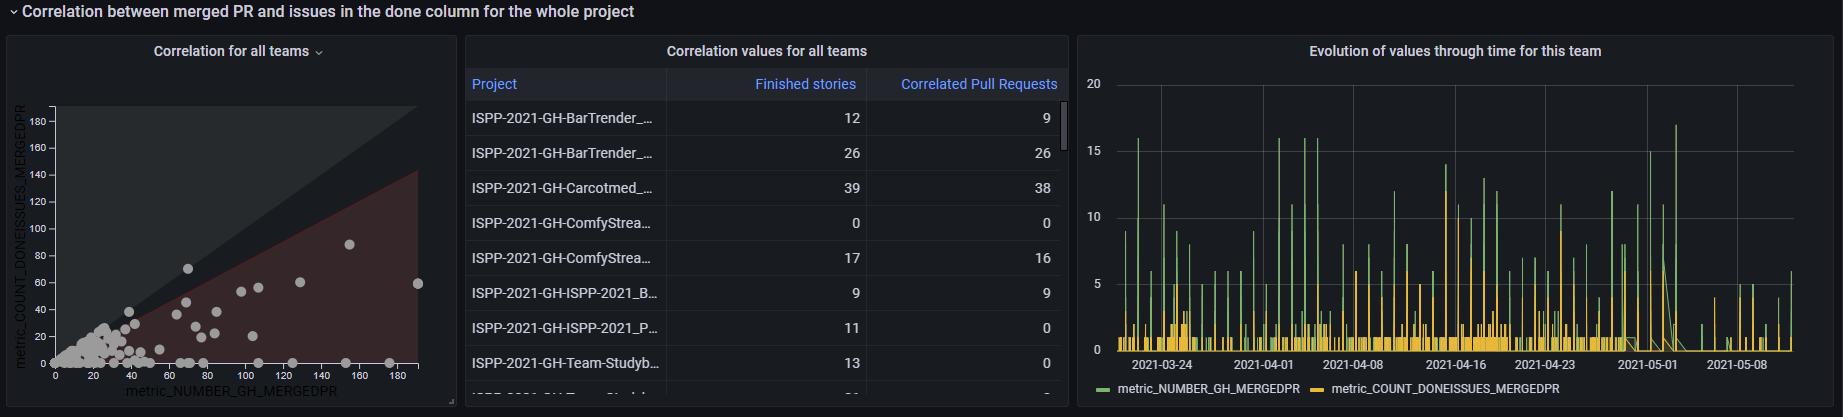 Correlation between merged PR and issues in the done column for the whole project
Correlation for all teams
metric_COUNT_DONEISSUES_MERGEDPR
180
160
140
120
100
80
60
40
20
0
0 20 40 60 80 100 120 140 160 180
metric_NUMBER_GH_MERGEDPR
Correlation values for all teams
Project Finished stories Correlated Pull Requests
ISPP-2021-GH-BarTrender_... 12 9
ISPP-2021-GH-BarTrender_... 26 26
ISPP-2021-GH-Carcotmed_... 39 38
ISPP-2021-GH-ComfyStrea... 0 0
ISPP-2021-GH-ComfyStrea... 17 16
ISPP-2021-GH-ISPP-2021_B... 9 9
ISPP-2021-GH-ISPP-2021_P... 11 0
ISPP-2021-GH-Team-Studyb... 13 0
Evolution of values through time for this team
20
15
10
5
0
2021-03-24 2021-04-01 2021-04-08 2021-04-16 2021-04-23 2021-05-01 2021-05-08
metric_NUMBER_GH_MERGEDPR metric_COUNT_DONEISSUES_MERGEDPR